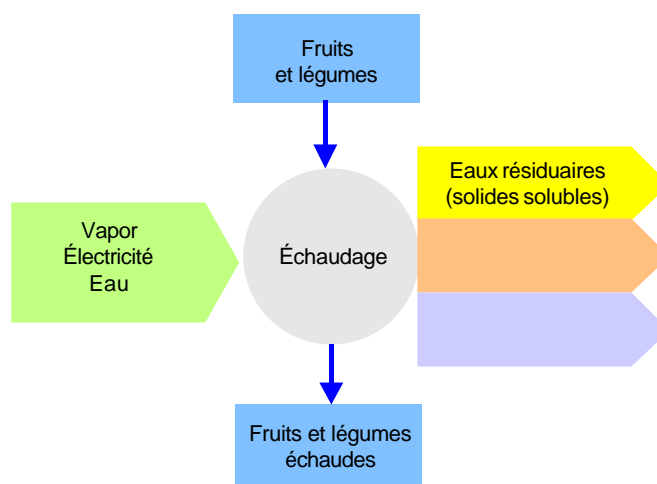 Fruits
et légumes
Eaux résiduaires
(solides solubles)
Vapor
Électricité
Eau
Échaudage
Fruits et légumes
échaudes